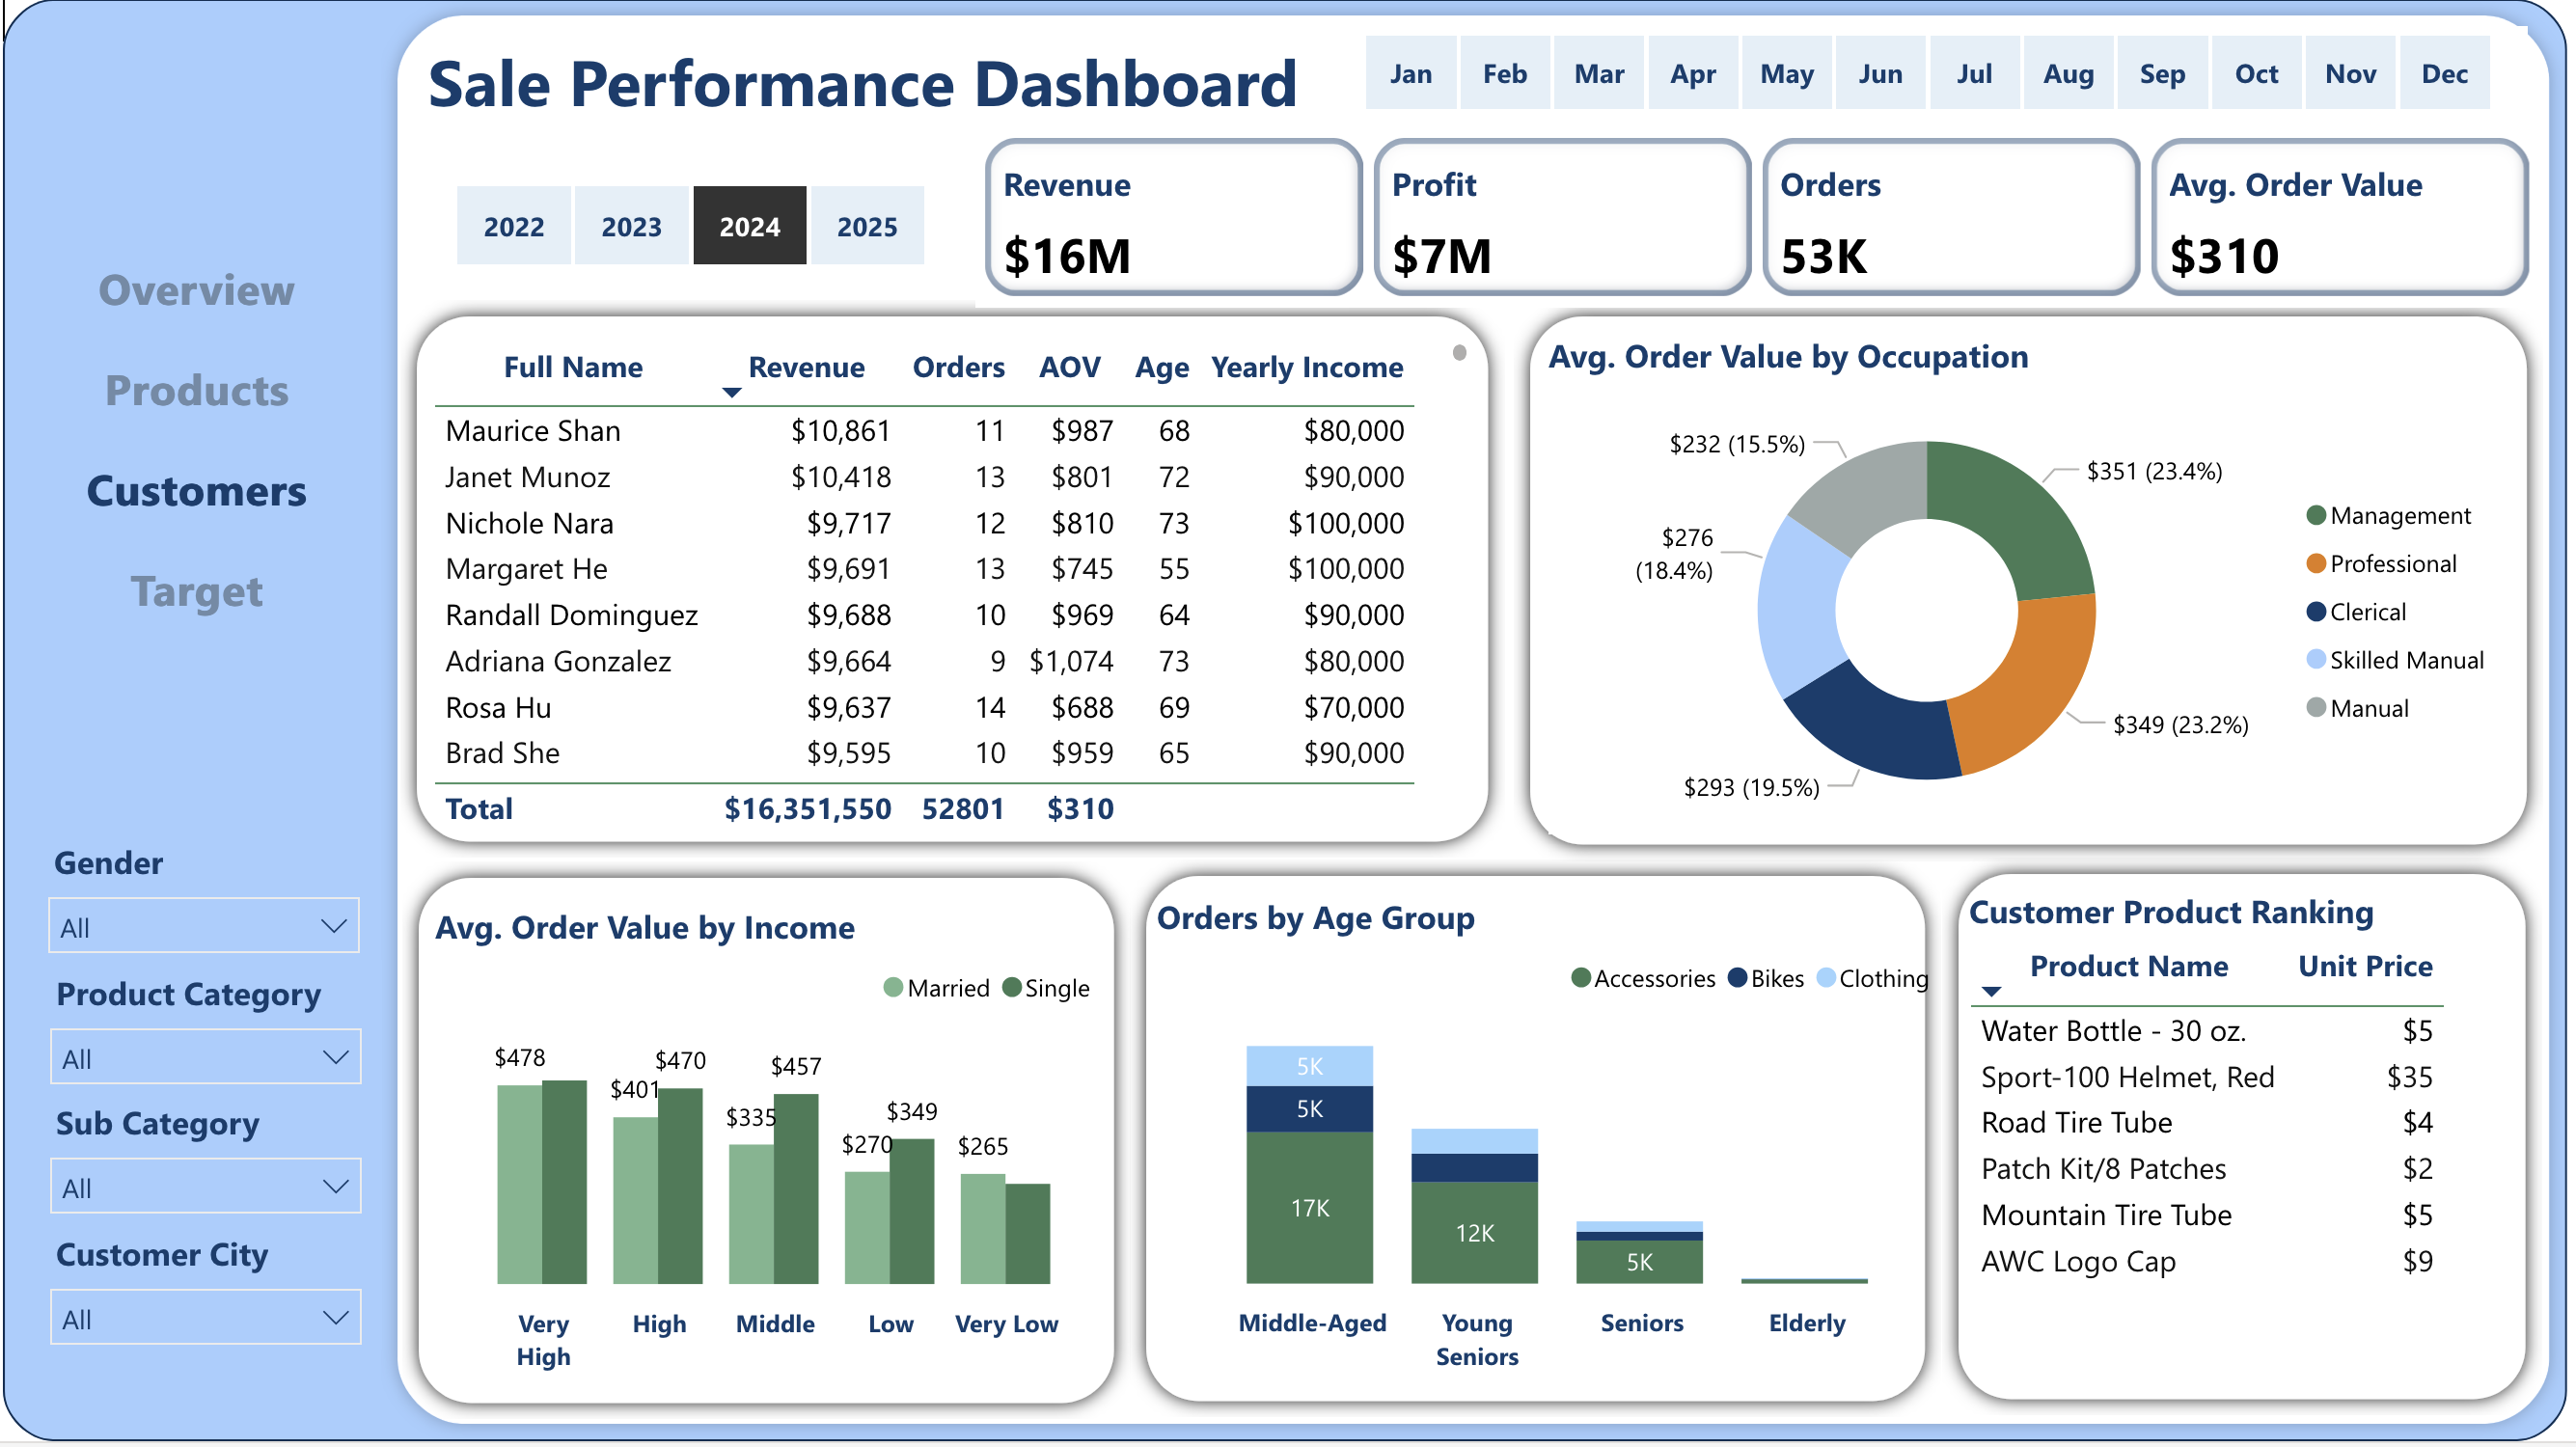 Sale Performance Dashboard
Jan Feb Mar Apr May Jun Jul Aug Sep Oct Nov Dec
2022 2023 2024 2025
Revenue
$16M
Profit
$7M
Orders
53K
Avg. Order Value
$310
Overview
Products
Customers
Target
Gender
All
Product Category
All
Sub Category
All
Customer City
All
Full Name Revenue Orders AOV Age Yearly Income
Maurice Shan $10,861 11 $987 68 $80,000
Janet Munoz $10,418 13 $801 72 $90,000
Nichole Nara $9,717 12 $810 73 $100,000
Margaret He $9,691 13 $745 55 $100,000
Randall Dominguez $9,688 10 $969 64 $90,000
Adriana Gonzalez $9,664 9 $1,074 73 $80,000
Rosa Hu $9,637 14 $688 69 $70,000
Brad She $9,595 10 $959 65 $90,000
Total $16,351,550 52801 $310
Avg. Order Value by Occupation
$232 (15.5%)
$351 (23.4%)
$276
(18.4%)
$349 (23.2%)
$293 (19.5%)
Management
Professional
Clerical
Skilled Manual
Manual
Avg. Order Value by Income
Married Single
$478
$401
$470
$335
$457
$270
$349
$265
Very
High
High
Middle
Low
Very Low
Orders by Age Group
Accessories Bikes Clothing
5K
5K
17K
12K
5K
Middle-Aged
Young
Seniors
Seniors
Elderly
Customer Product Ranking
Product Name Unit Price
Water Bottle - 30 oz. $5
Sport-100 Helmet, Red $35
Road Tire Tube $4
Patch Kit/8 Patches $2
Mountain Tire Tube $5
AWC Logo Cap $9